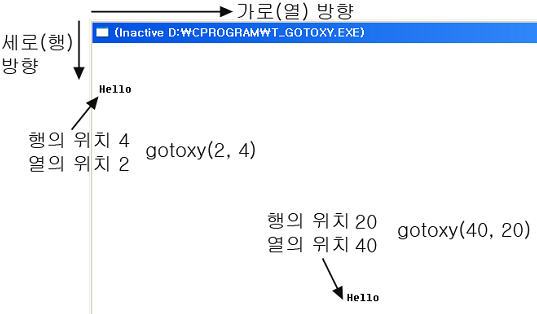 가로(열) 방향
세로(행)
방향
(Inactive D:₩CPROGRAM₩T_GOTOXY.EXE)
Hello
행의 위치 4
열의 위치 2
gotoxy(2, 4)
행의 위치 20
열의 위치 40
gotoxy(40, 20)
Hello